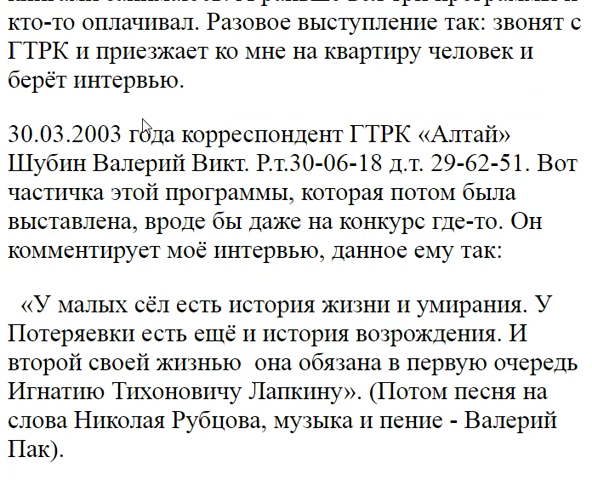 кто-то оплачивал. Разовое выступление так: звонят с
ГТРК и приезжает ко мне на квартиру человек и
берёт интервью.
30.03.2003 года корреспондент ГТРК «Алтай»
Шубин Валерий Викт. Р.т.30-06-18 д.т. 29-62-51. Вот
частичка этой программы, которая потом была
выставлена, вроде бы даже на конкурс где-то. Он
комментирует моё интервью, данное ему так:
«У малых сёл есть история жизни и умирания. У
Потеряевки есть ещё и история возрождения. И
второй своей жизнью она обязана в первую очередь
Игнатию Тихоновичу Лапкину». (Потом песня на
слова Николая Рубцова, музыка и пение - Валерий
Пак).